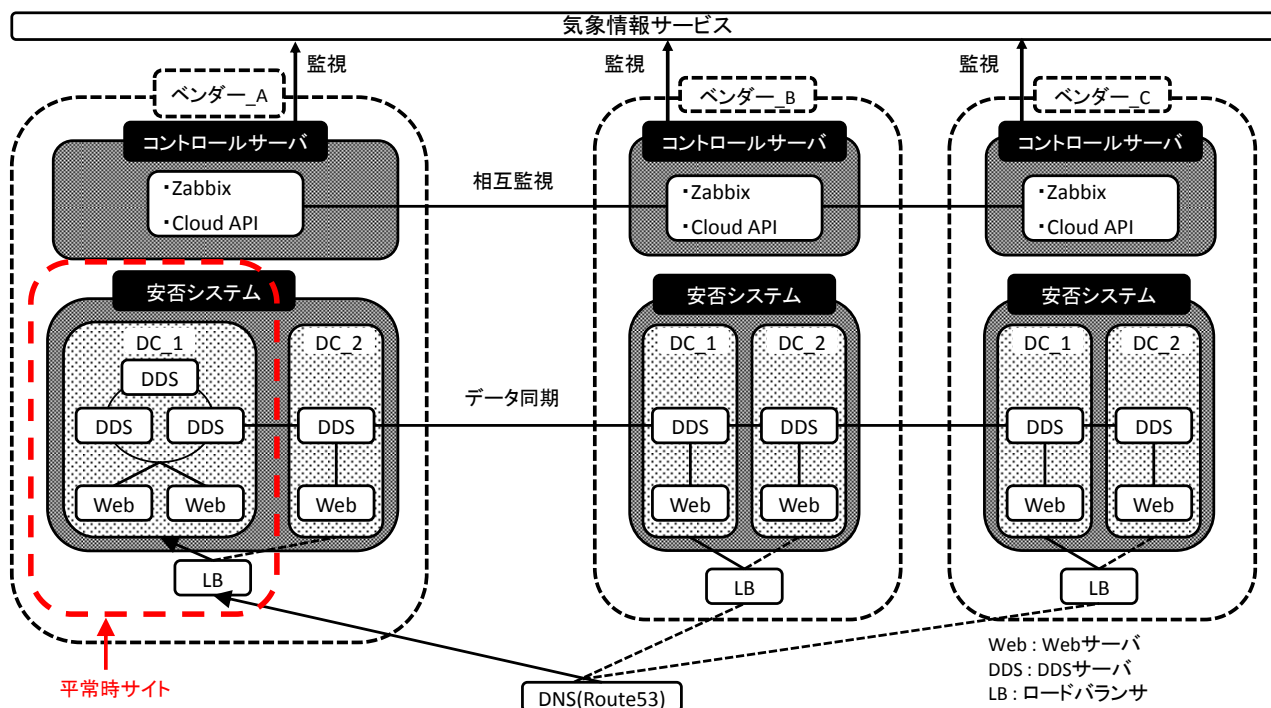 気象情報サービス
監視
監視
監視
ベンダー_A
ベンダー_B
ベンダー_C
コントロールサーバ
コントロールサーバ
コントロールサーバ
・Zabbix
・Cloud API
相互監視
・Zabbix
・Cloud API
・Zabbix
・Cloud API
安否システム
安否システム
安否システム
DC_1
DC_2
DC_1
DC_2
DC_1
DC_2
DDS
データ同期
DDS
DDS
DDS
DDS
DDS
DDS
DDS
Web
Web
Web
Web
Web
Web
Web
LB
LB
LB
平常時サイト
DNS(Route53)
Web : Webサーバ
DDS : DDSサーバ
LB : ロードバランサ